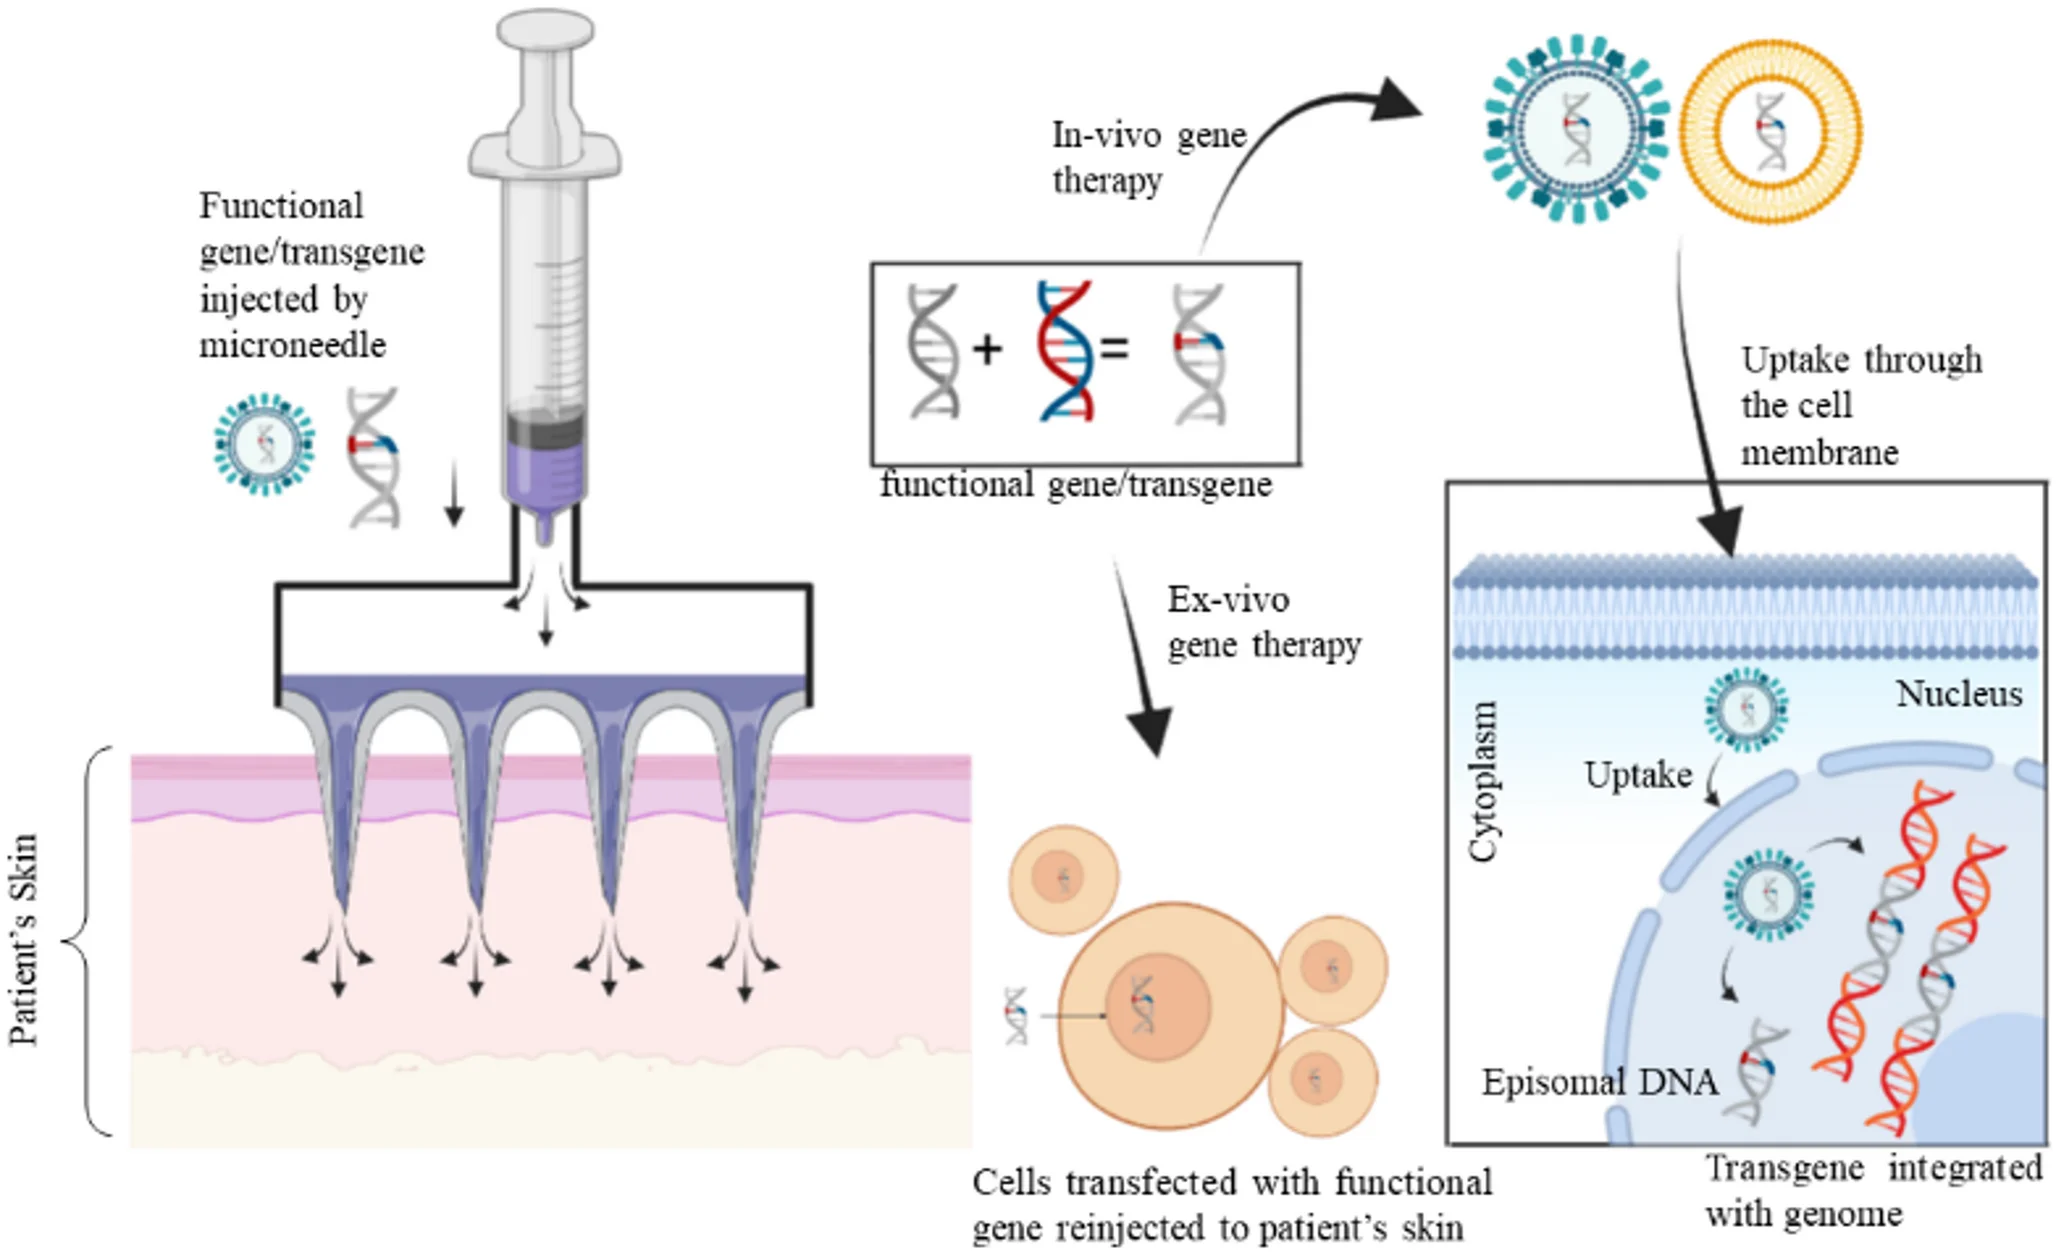 Functional
gene/transgene
injected by
microneedle
Patient's Skin
In-vivo gene
therapy
+
=
functional gene/transgene
Ex-vivo
gene therapy
Cells transfected with functional
gene reinjected to patient's skin
Uptake through
the cell
membrane
Nucleus
Cytoplasm
Uptake
Episomal DNA
Transgene integrated
with genome